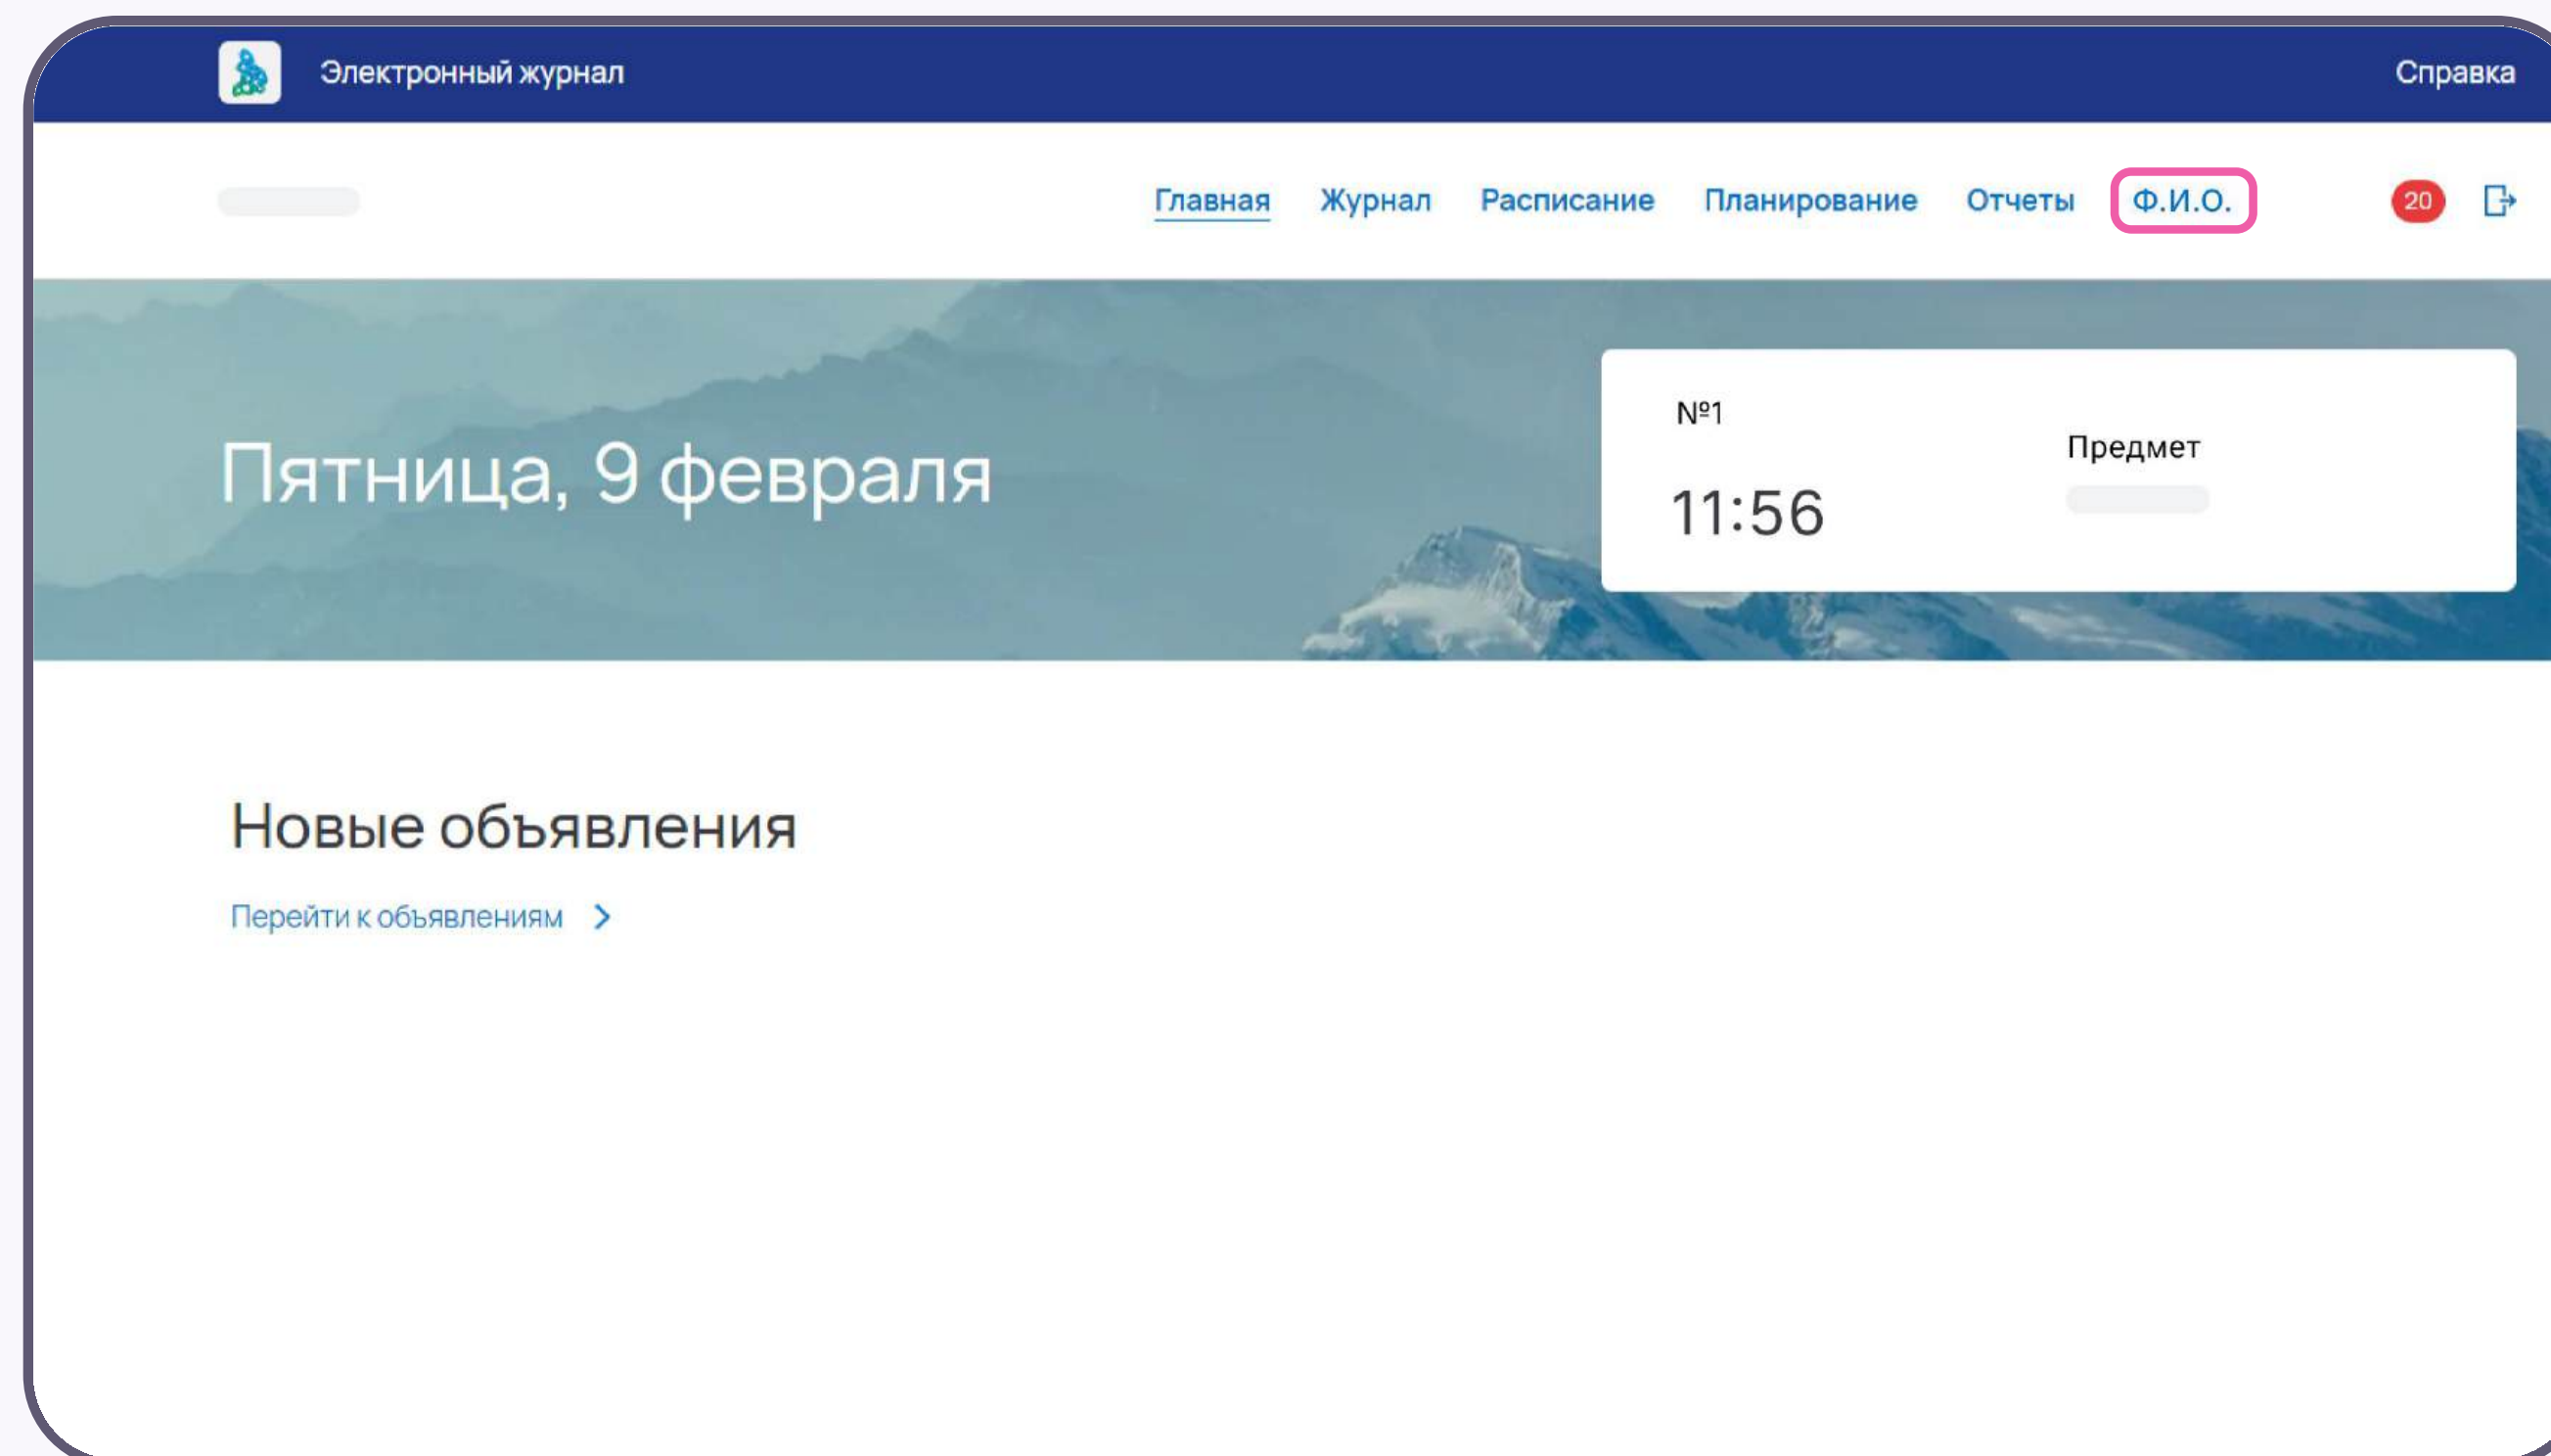 Электронный журнал Справка
Главная Журнал Расписание Планирование Отчеты Ф.И.О. 20
Пятница, 9 февраля
№1
Предмет
11:56
Новые объявления
Перейти к объявлениям